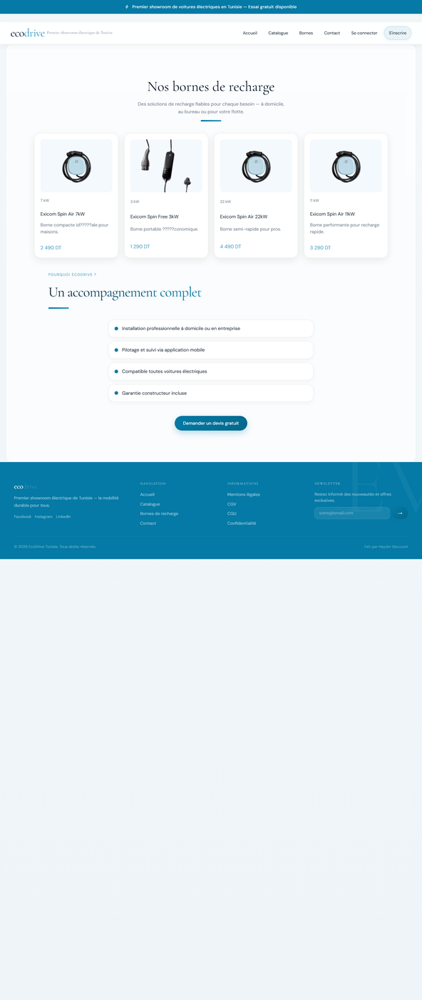 Premier showroom de voitures électriques en Tunisie — Essai gratuit disponible
ecodrive Premier showroom électrique de Tunisie
Accueil Catalogue Bornes Contact Se connecter S'inscrire
Nos bornes de recharge
Des solutions de recharge fiables pour chaque besoin — à domicile,
au bureau ou pour votre flotte.
7 kW
Exicom Spin Air 7kW
Borne compacte id?????ale pour
maisons.
2 490 DT
3 kW
Exicom Spin Free 3kW
Borne portable ?????conomique.
1 290 DT
22 kW
Exicom Spin Air 22kW
Borne semi-rapide pour pros.
4 490 DT
11 kW
Exicom Spin Air 11kW
Borne performante pour recharge
rapide.
3 290 DT
POURQUOI ECODRIVE ?
Un accompagnement complet
Installation professionnelle à domicile ou en entreprise
Pilotage et suivi via application mobile
Compatible toutes voitures électriques
Garantie constructeur incluse
Demander un devis gratuit
ecodrive
Premier showroom électrique de Tunisie — la mobilité
durable pour tous.
Facebook Instagram LinkedIn
NAVIGATION
Accueil
Catalogue
Bornes de recharge
Contact
INFORMATIONS
Mentions légales
CGV
CGU
Confidentialité
NEWSLETTER
Restez informé des nouveautés et offres
exclusives.
votre@email.com
→
EV
© 2026 EcoDrive Tunisie. Tous droits réservés.
Fait par Hayder Baccouri